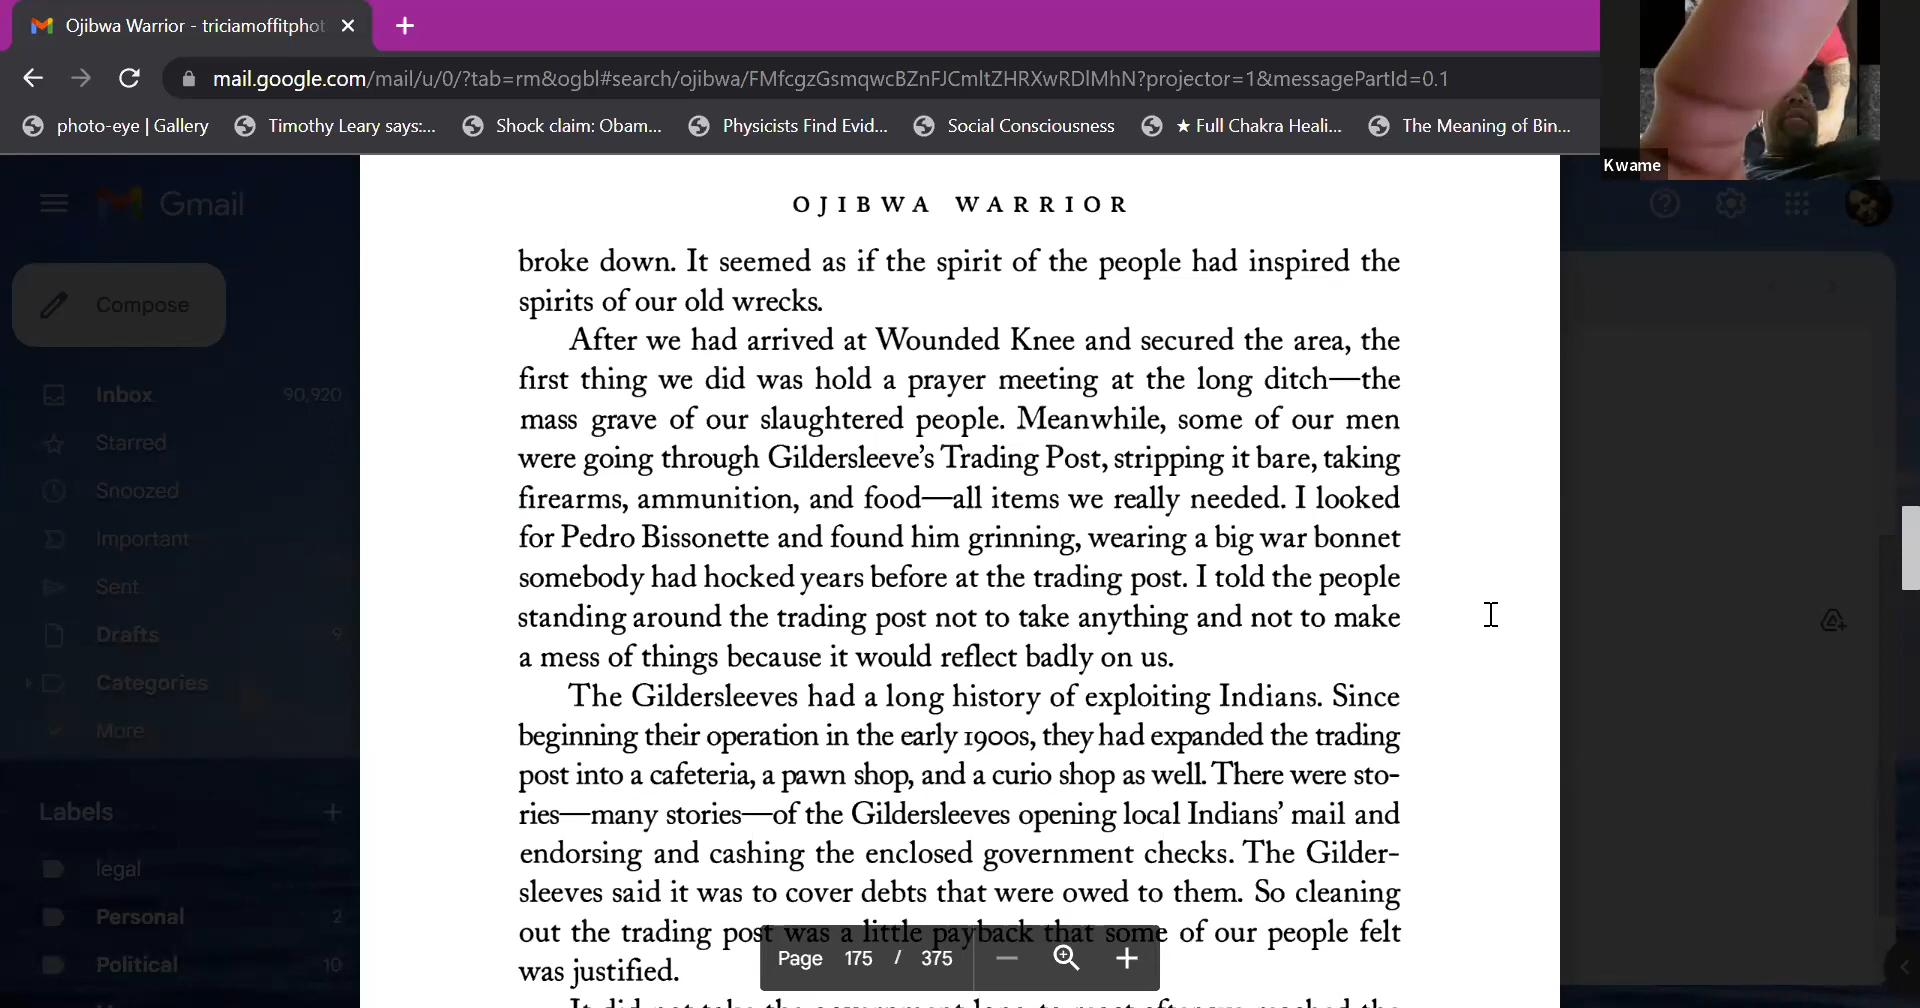 Ojibwa Warrior - triciamoffitphot
mail.google.com/mail/u/0/?tab=rm&ogbl#search/ojibwa/FMfcgzGsmqwcBZnFJCmltZHRXwRDlMhN?projector=1&messagePartId=0.1
photo-eye | Gallery
Timothy Leary says:...
Shock claim: Obam...
Physicists Find Evid...
Social Consciousness
★ Full Chakra Heali...
The Meaning of Bin...
Kwame
Gmail
Compose
Inbox 90,920
Starred
Snoozed
Important
Sent
Drafts 9
Categories
More
Labels +
legal
Personal 2
Political 10
OJIBWA WARRIOR
broke down. It seemed as if the spirit of the people had inspired the
spirits of our old wrecks.
After we had arrived at Wounded Knee and secured the area, the
first thing we did was hold a prayer meeting at the long ditch—the
mass grave of our slaughtered people. Meanwhile, some of our men
were going through Gildersleeve's Trading Post, stripping it bare, taking
firearms, ammunition, and food—all items we really needed. I looked
for Pedro Bissonette and found him grinning, wearing a big war bonnet
somebody had hocked years before at the trading post. I told the people
standing around the trading post not to take anything and not to make
a mess of things because it would reflect badly on us.
The Gildersleeves had a long history of exploiting Indians. Since
beginning their operation in the early 1900s, they had expanded the trading
post into a cafeteria, a pawn shop, and a curio shop as well. There were sto-
ries—many stories—of the Gildersleeves opening local Indians' mail and
endorsing and cashing the enclosed government checks. The Gilder-
sleeves said it was to cover debts that were owed to them. So cleaning
out the trading post was a little payback that some of our people felt
was justified.
Page 175 / 375